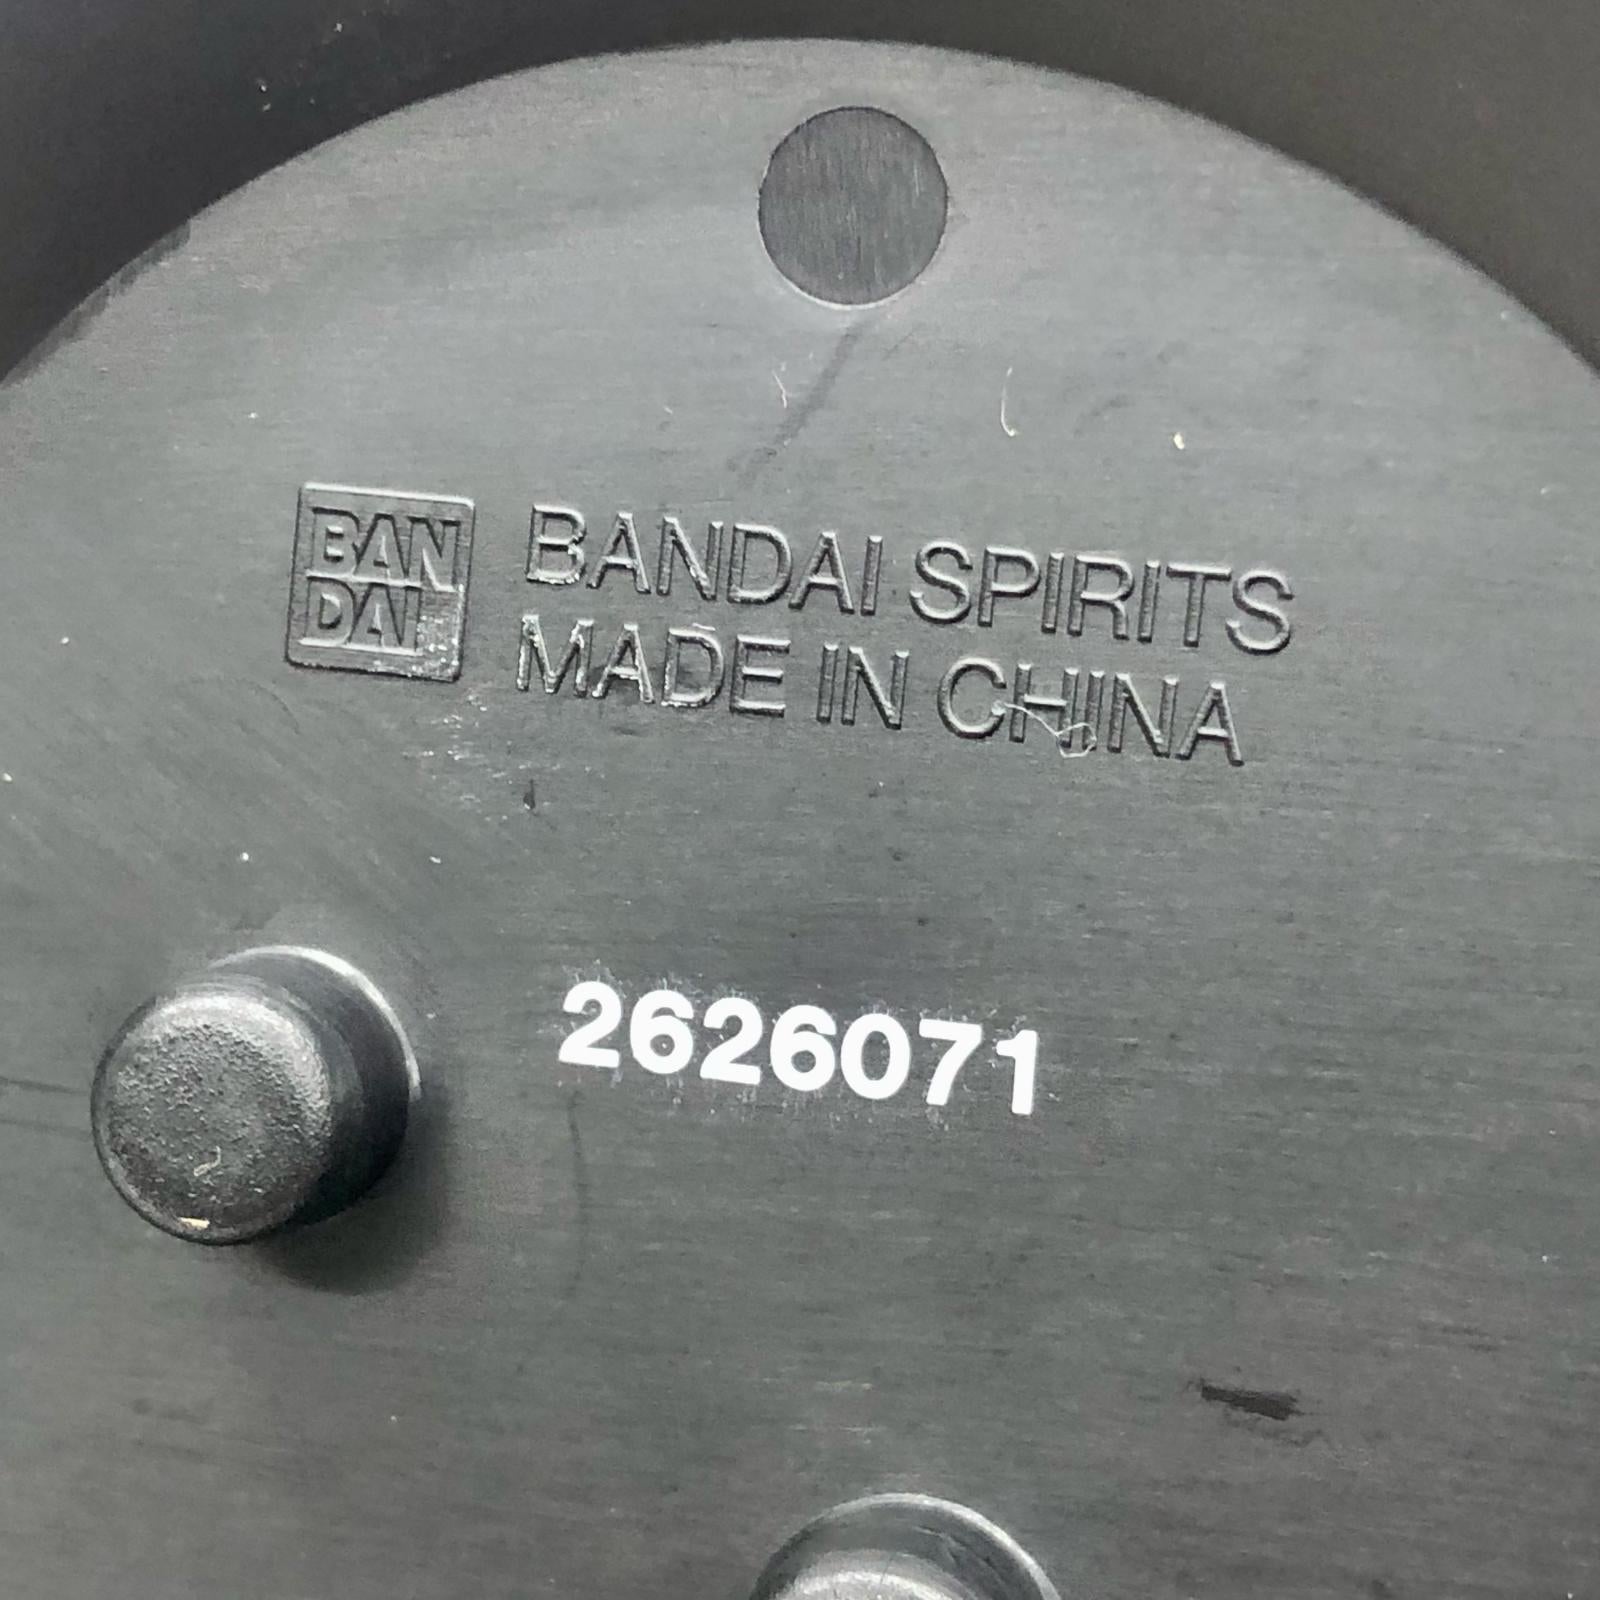 BAN
DAI
BANDAI SPIRITS
MADE IN CHINA
2626071